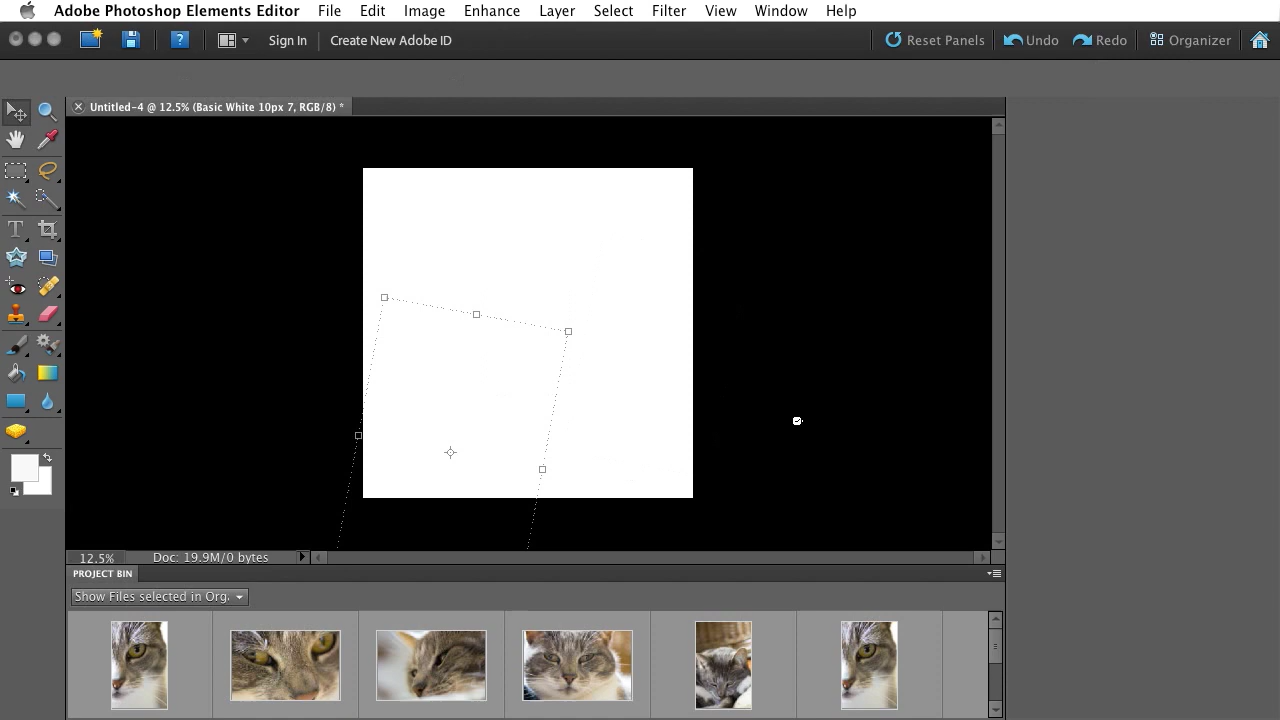 Adobe Photoshop Elements Editor File Edit Image Enhance Layer Select Filter View Window Help
? Sign In Create New Adobe ID Reset Panels Undo Redo Organizer
Untitled-4 @ 12.5% (Basic White 10px 7, RGB/8) *
T
12.5% Doc: 19.9M/0 bytes
PROJECT BIN
Show Files selected in Org.